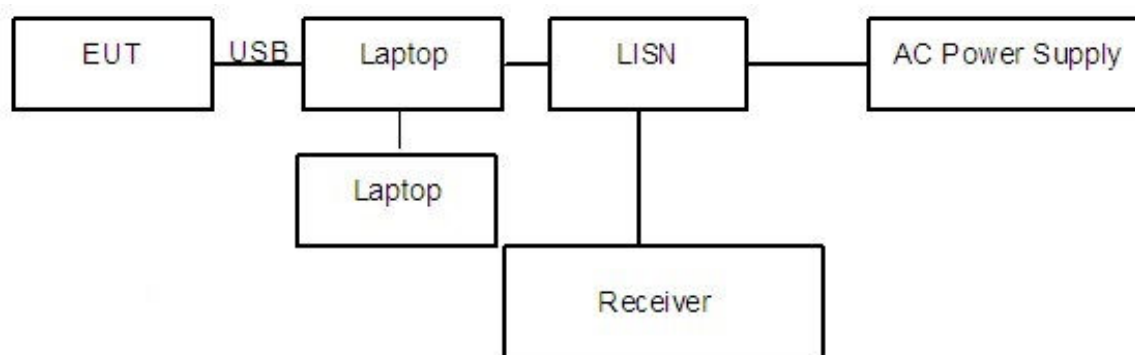 EUT
USB
Laptop
LISN
AC Power Supply
Laptop
Receiver